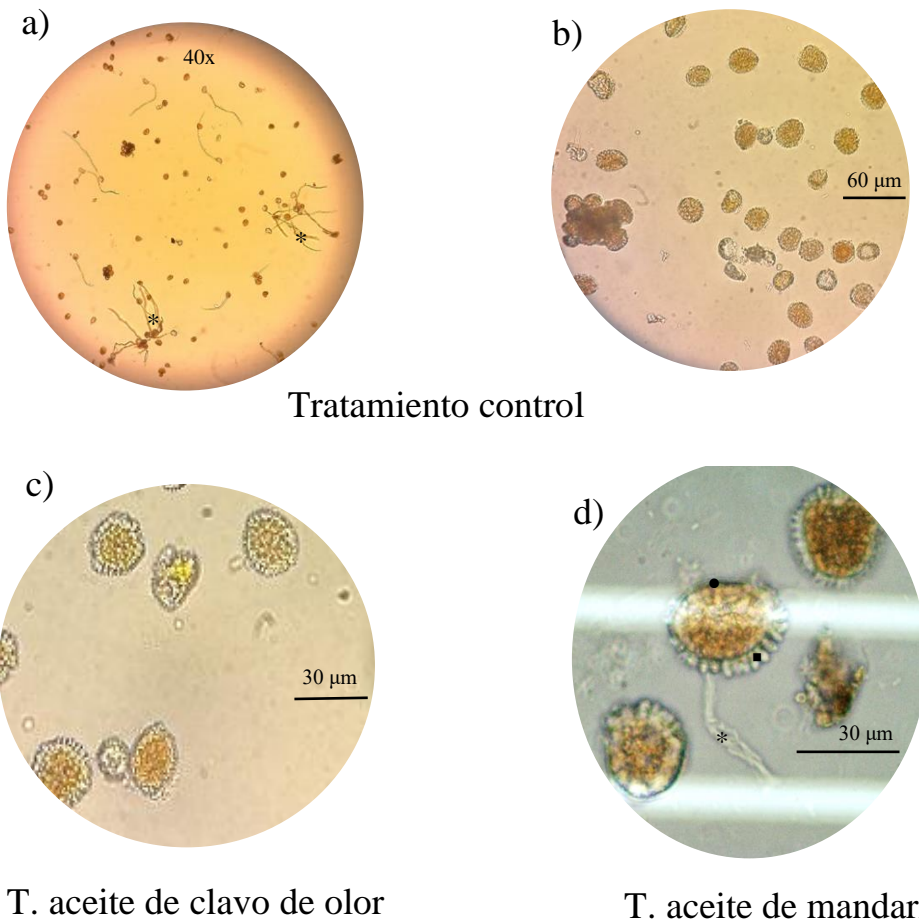 a)
40x
*
*
b)
60 μm
Tratamiento control
c)
30 μm
d)
*
30 μm
T. aceite de clavo de olor
T. aceite de mandar